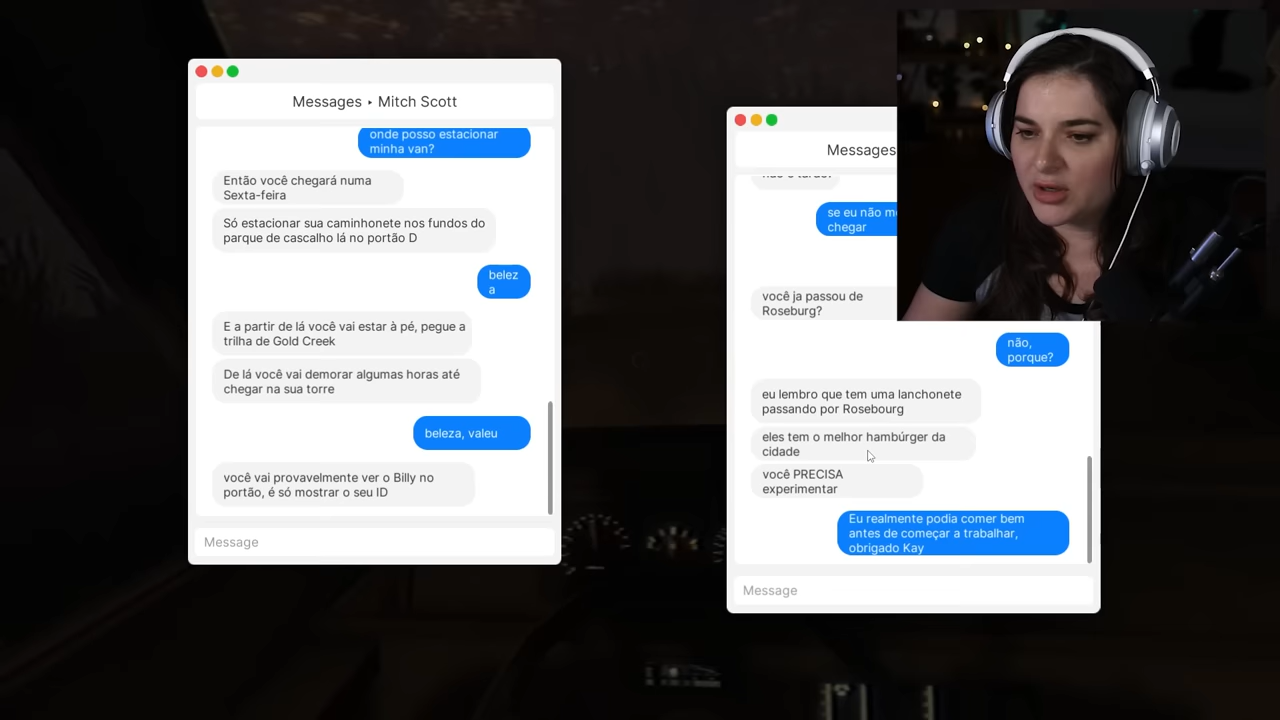 Messages ▸ Mitch Scott
onde posso estacionar
minha van?
Então você chegará numa
Sexta-feira
Só estacionar sua caminhonete nos fundos do
parque de cascalho lá no portão D
belez
a
E a partir de lá você vai estar à pé, pegue a
trilha de Gold Creek
De lá você vai demorar algumas horas até
chegar na sua torre
beleza, valeu
você vai provavelmente ver o Billy no
portão, é só mostrar o seu ID
Message
Messages
se eu não
chegar
você ja passou de
Roseburg?
não,
porque?
eu lembro que tem uma lanchonete
passando por Rosebourg
eles tem o melhor hambúrger da
cidade
você PRECISA
experimentar
Eu realmente podia comer bem
antes de começar a trabalhar,
obrigado Kay
Message